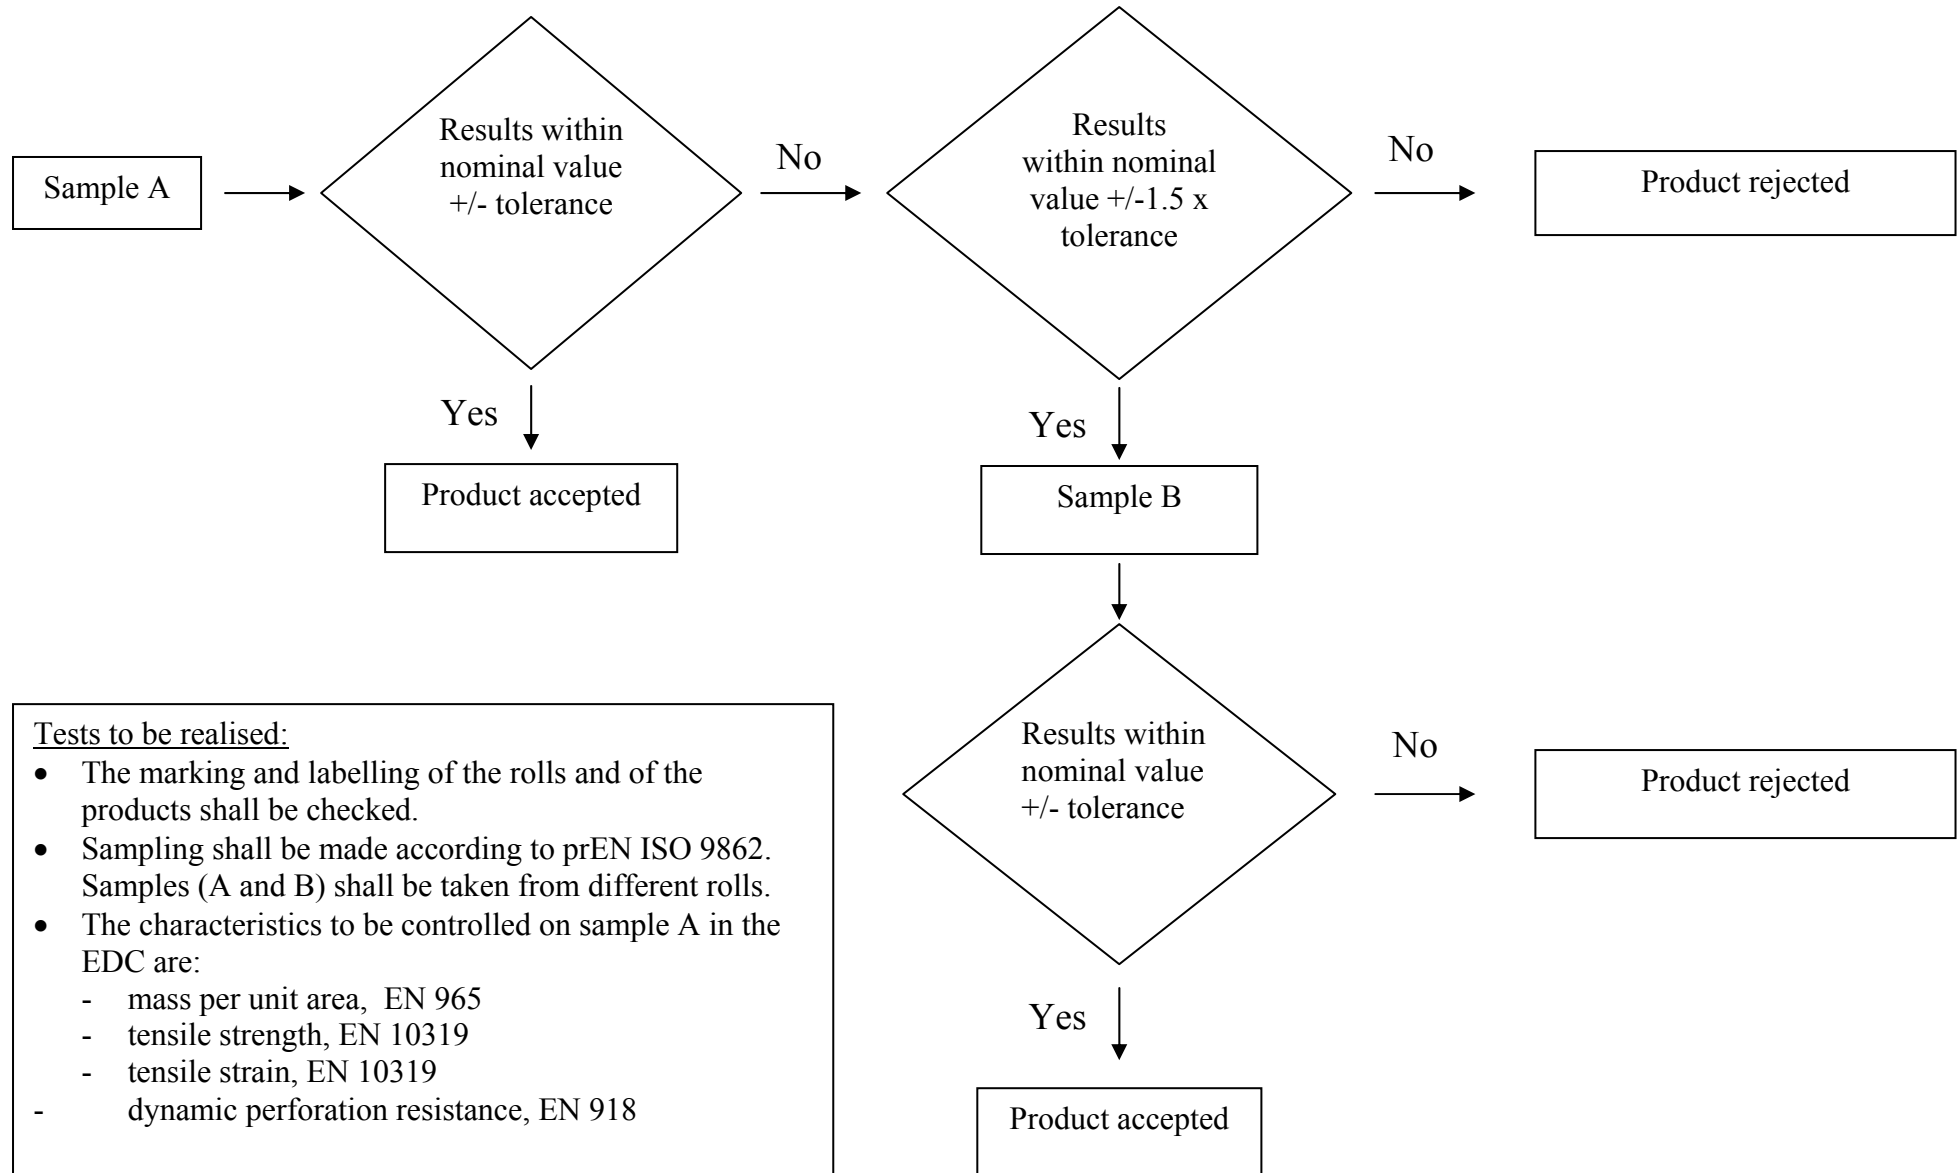 Sample A
Results within
nominal value
+/- tolerance
No
Results
within nominal
value +/-1.5 x
tolerance
No
Product rejected
Yes
Product accepted
Yes
Sample B
Results within
nominal value
+/- tolerance
No
Product rejected
Yes
Product accepted
Tests to be realised:
• The marking and labelling of the rolls and of the
products shall be checked.
• Sampling shall be made according to prEN ISO 9862.
Samples (A and B) shall be taken from different rolls.
• The characteristics to be controlled on sample A in the
EDC are:
- mass per unit area, EN 965
- tensile strength, EN 10319
- tensile strain, EN 10319
- dynamic perforation resistance, EN 918